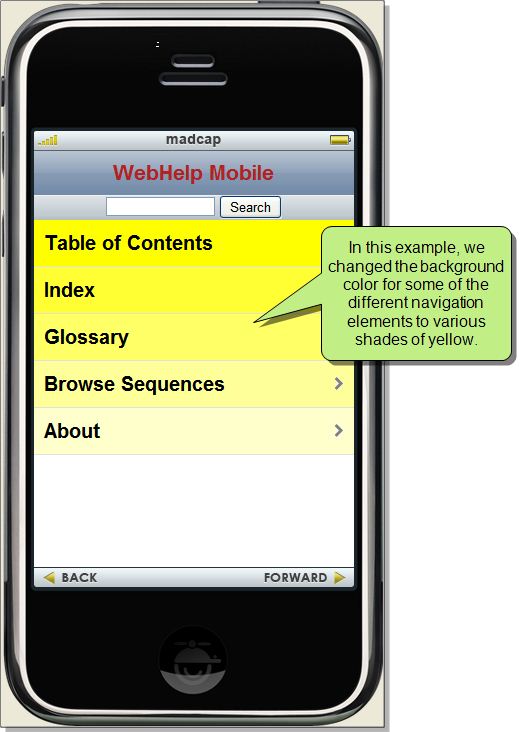 madcap
WebHelp Mobile
Search
Table of Contents
Index
Glossary
Browse Sequences
About
In this example, we
changed the background
color for some of the
different navigation
elements to various
shades of yellow.
BACK
FORWARD